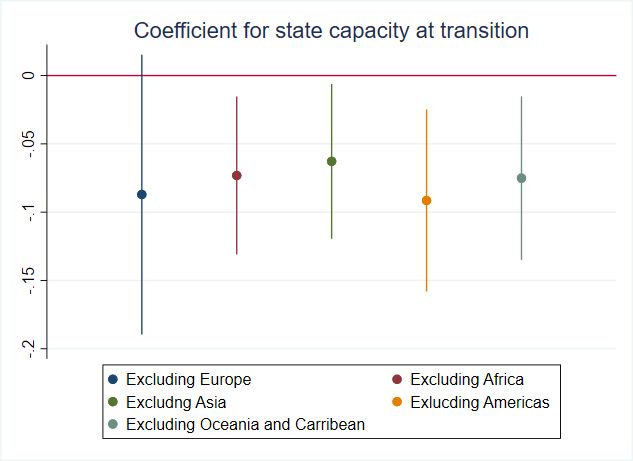 Coefficient for state capacity at transition
0
-.05
-.1
-.15
-.2
Excluding Europe
Excluding Africa
Excludng Asia
Exlucding Americas
Excluding Oceania and Carribean